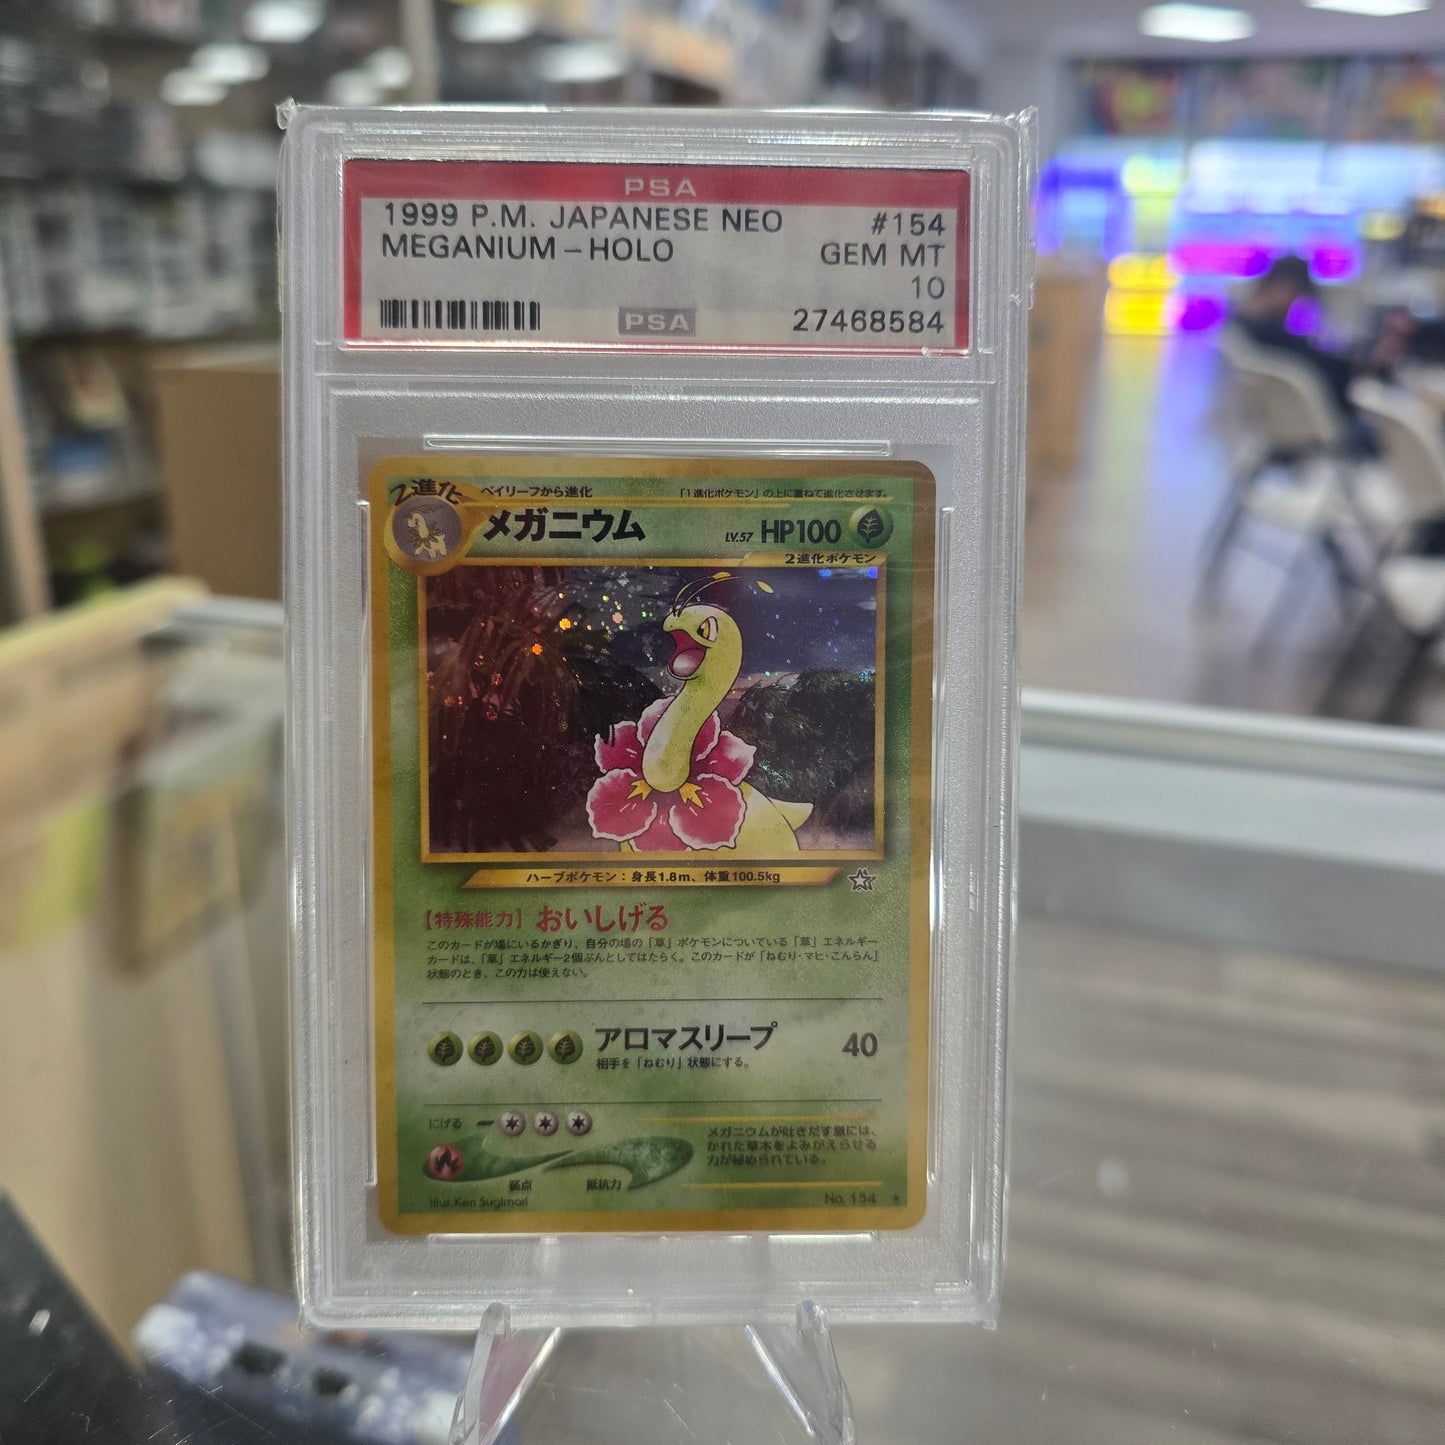 PSA
1999 P.M. JAPANESE NEO #154
MEGANIUM - HOLO GEM MT
10
PSA 27468584
2進化 ベイリーフから進化 「1進化ポケモン」の上に重ねて進化させます。
メガニウム LV.57 HP100
2進化ポケモン
ハーブポケモン：身長1.8m、体重100.5kg
【特殊能力】おいしげる
このカードが場にいるかぎり、自分の場の「草」ポケモンについている「草」エネルギー
カードは、「草」エネルギー2個ぶんとしてはたらく。このカードが「ねむり・マヒ・こんらん」
状態のとき、この力は使えない。
アロマスリープ 40
相手を「ねむり」状態にする。
にげる
メガニウムが吐きだす息には、
かれた草木をよみがえらせる
力が秘められている。
弱点 抵抗力
Illus.Ken Sugimori No. 154 ★